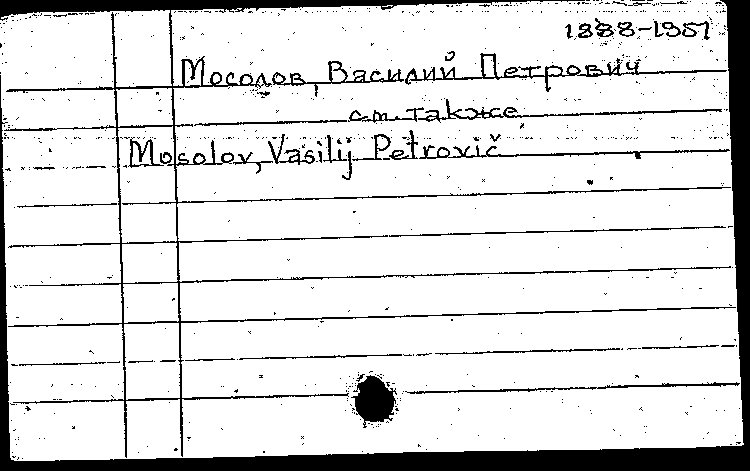 1888-1951
Мосолов, Василий Петрович
см. также
Mosolov, Vasilij Petrovič